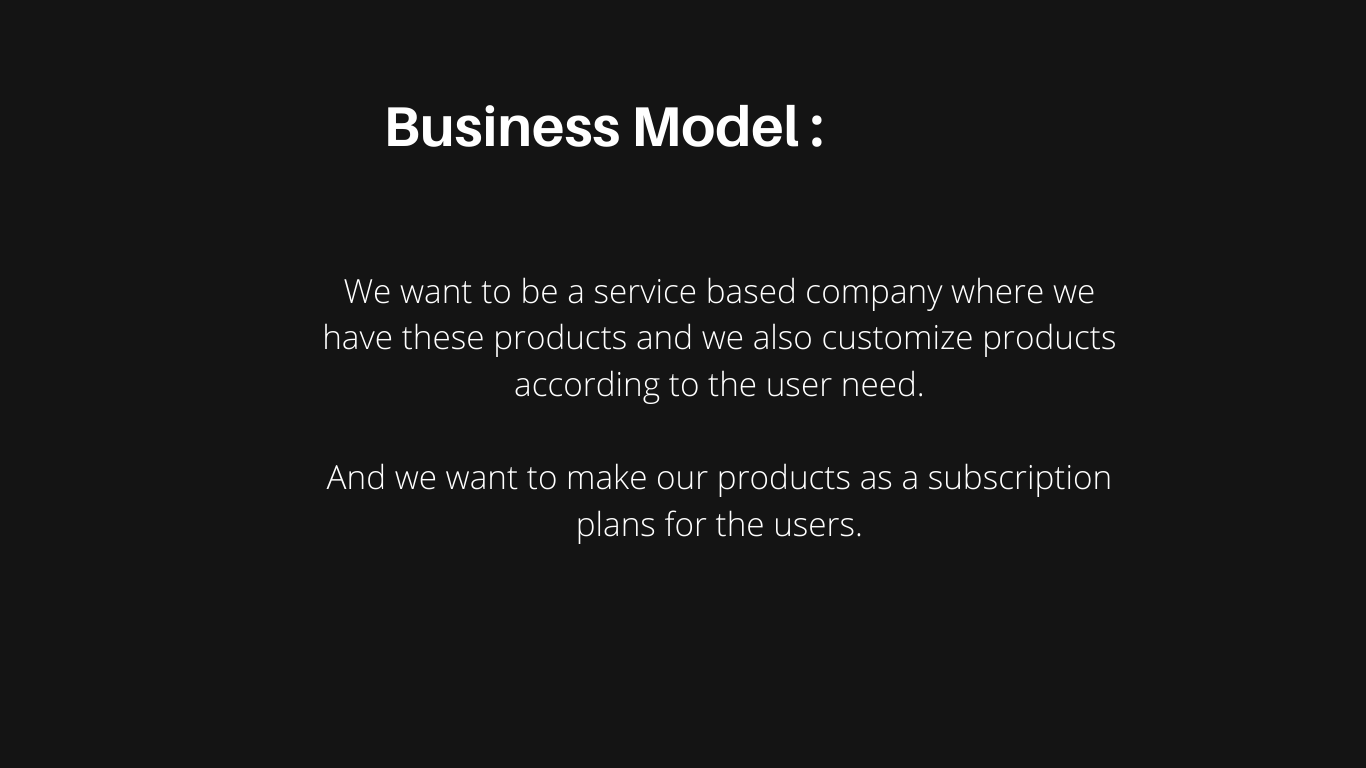 Business Model :
We want to be a service based company where we
have these products and we also customize products
according to the user need.
And we want to make our products as a subscription
plans for the users.